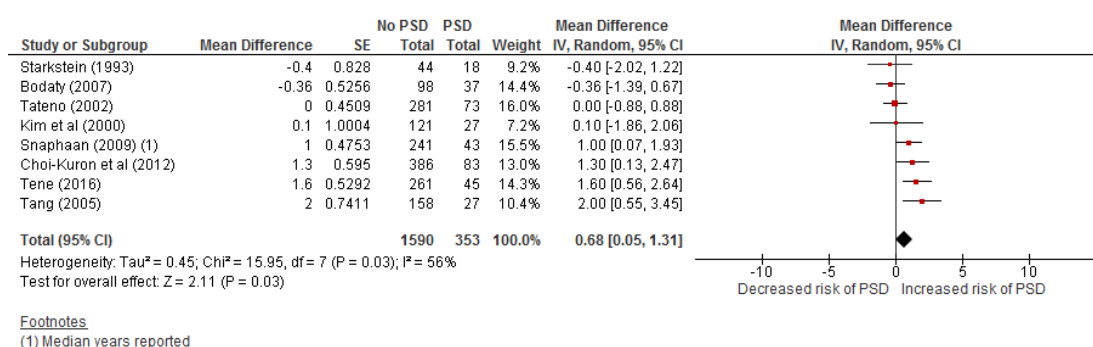 No PSD PSD Mean Difference Mean Difference
Study or Subgroup Mean Difference SE Total Total Weight IV, Random, 95% CI IV, Random, 95% CI
Starkstein (1993) -0.4 0.828 44 18 9.2% -0.40 [-2.02, 1.22]
Bodaty (2007) -0.36 0.5256 98 37 14.4% -0.36 [-1.39, 0.67]
Tateno (2002) 0 0.4509 281 73 16.0% 0.00 [-0.88, 0.88]
Kim et al (2000) 0.1 1.0004 121 27 7.2% 0.10 [-1.86, 2.06]
Snaphaan (2009) (1) 1 0.4753 241 43 15.5% 1.00 [0.07, 1.93]
Choi-Kuron et al (2012) 1.3 0.595 386 83 13.0% 1.30 [0.13, 2.47]
Tene (2016) 1.6 0.5292 261 45 14.3% 1.60 [0.56, 2.64]
Tang (2005) 2 0.7411 158 27 10.4% 2.00 [0.55, 3.45]
Total (95% CI) 1590 353 100.0% 0.68 [0.05, 1.31]
Heterogeneity: Tau² = 0.45; Chi² = 15.95, df = 7 (P = 0.03); I² = 56%
Test for overall effect: Z = 2.11 (P = 0.03)
-10 -5 0 5 10
Decreased risk of PSD Increased risk of PSD
Footnotes
(1) Median years reported